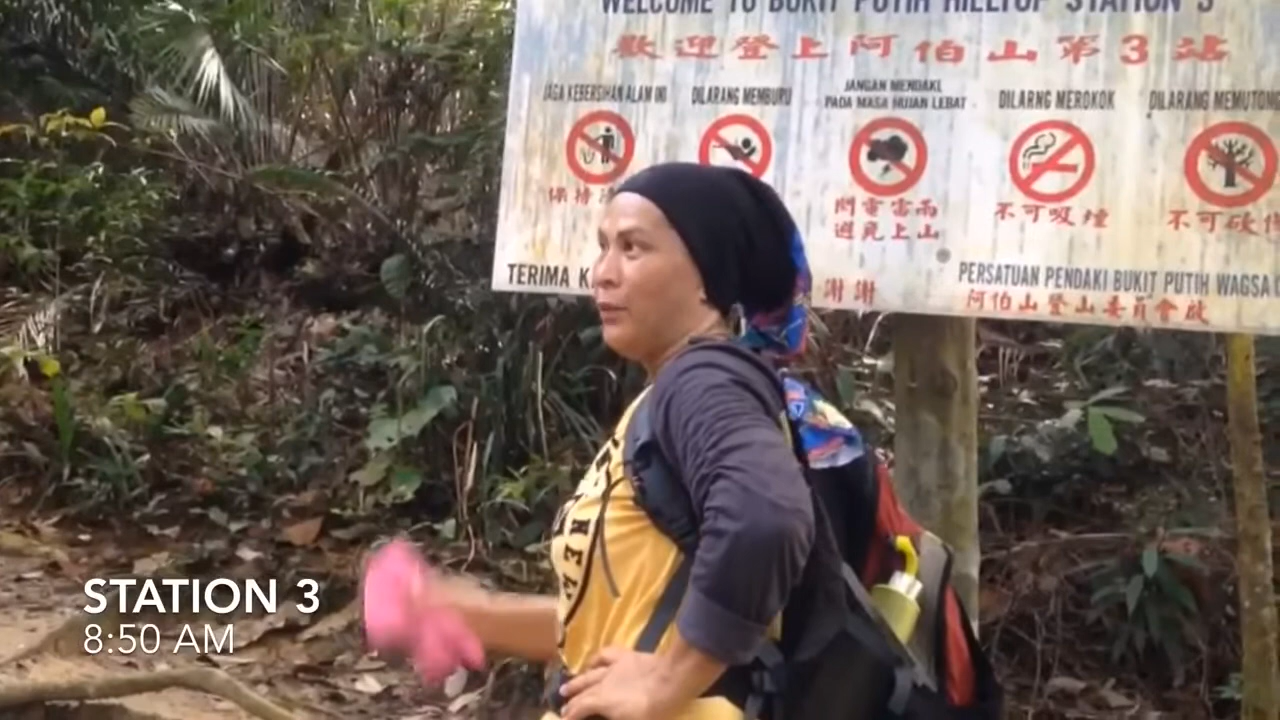 WELCOME TO BUKIT PUTIH HILLTOP STATION 3
歡迎登上阿伯山第3站
JAGA KEBERSIHAN ALAM INI
DILARANG MEMBURU
JANGAN MENDAKI
PADA MASA HUJAN LEBAT
DILARNG MEROKOK
DILARANG MEMUTONG
保持
閃電雷雨
避免上山
不可吸煙
不可砍伐
TERIMA
謝謝
PERSATUAN PENDAKI BUKIT PUTIH
阿伯山登山委員會啟
STATION 3
8:50 AM